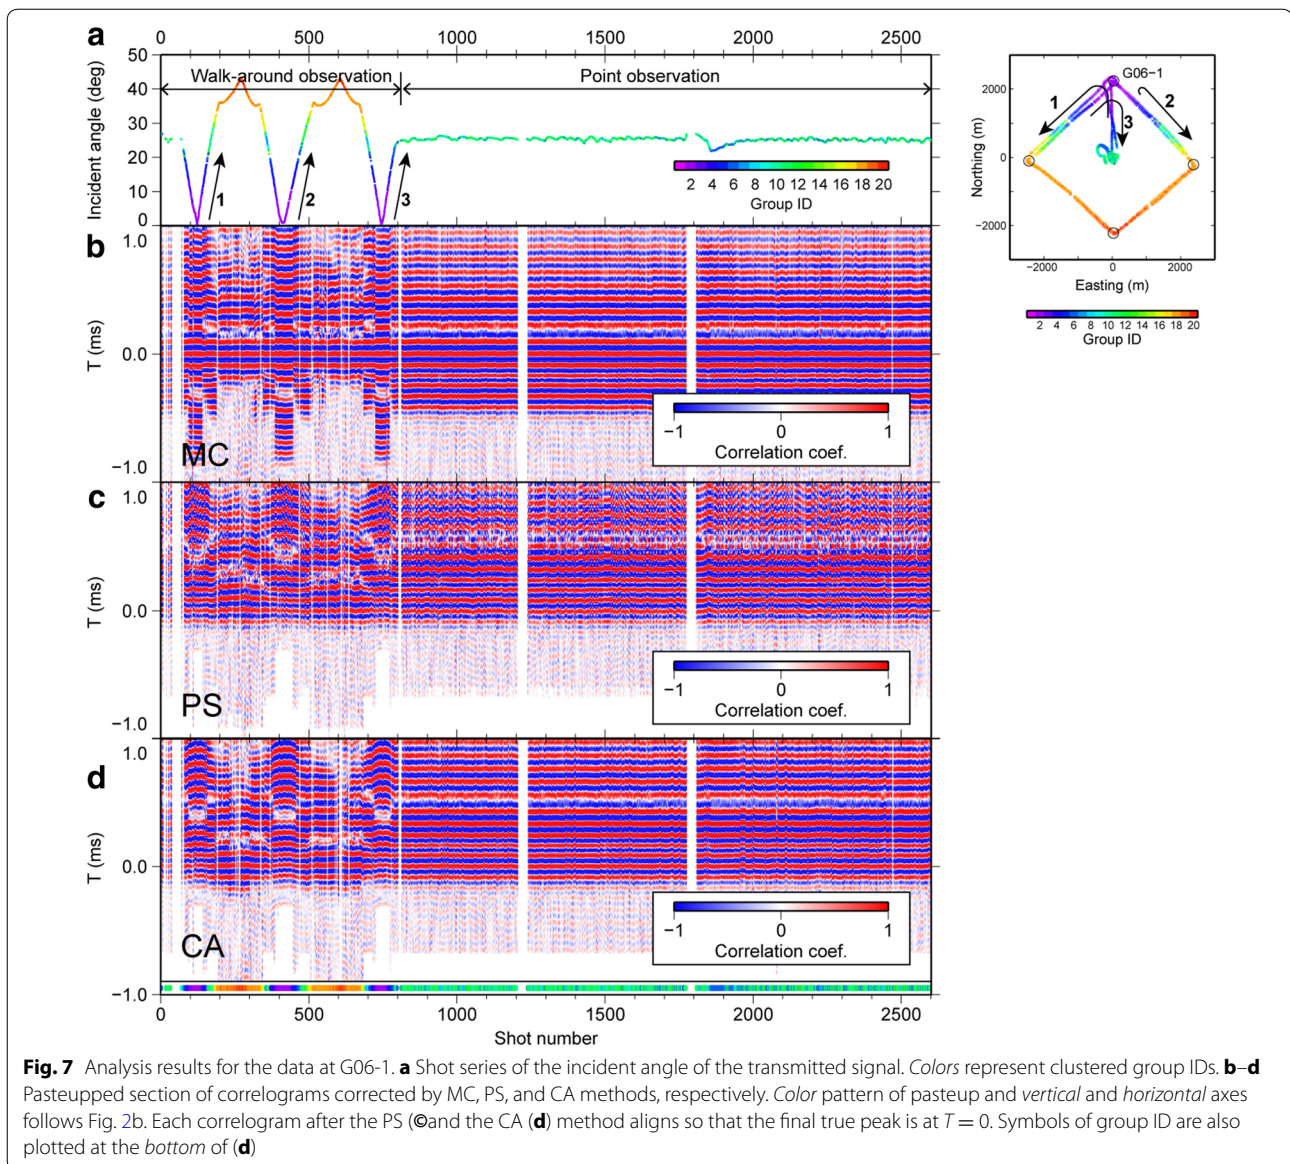 a
0 500 1000 1500 2000 2500
50
40
30
20
10
0
Incident angle (deg)
Walk-around observation
Point observation
1
2
3
2 4 6 8 10 12 14 16 18 20
Group ID
G06-1
1
2
3
2000
0
−2000
Northing (m)
−2000 0 2000
Easting (m)
2 4 6 8 10 12 14 16 18 20
Group ID
b
1.0
0.0
−1.0
T (ms)
MC
−1 0 1
Correlation coef.
c
1.0
0.0
−1.0
T (ms)
PS
−1 0 1
Correlation coef.
d
1.0
0.0
−1.0
T (ms)
CA
−1 0 1
Correlation coef.
0 500 1000 1500 2000 2500
Shot number
Fig. 7 Analysis results for the data at G06-1. a Shot series of the incident angle of the transmitted signal. Colors represent clustered group IDs. b–d
Pasteupped section of correlograms corrected by MC, PS, and CA methods, respectively. Color pattern of pasteup and vertical and horizontal axes
follows Fig. 2b. Each correlogram after the PS (©and the CA (d) method aligns so that the final true peak is at T = 0. Symbols of group ID are also
plotted at the bottom of (d)